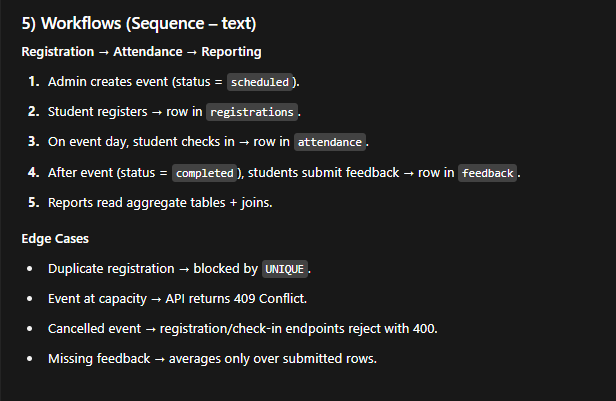 5) Workflows (Sequence – text)
Registration → Attendance → Reporting
1. Admin creates event (status = scheduled).
2. Student registers → row in registrations.
3. On event day, student checks in → row in attendance.
4. After event (status = completed), students submit feedback → row in feedback.
5. Reports read aggregate tables + joins.
Edge Cases
• Duplicate registration → blocked by UNIQUE.
• Event at capacity → API returns 409 Conflict.
• Cancelled event → registration/check-in endpoints reject with 400.
• Missing feedback → averages only over submitted rows.